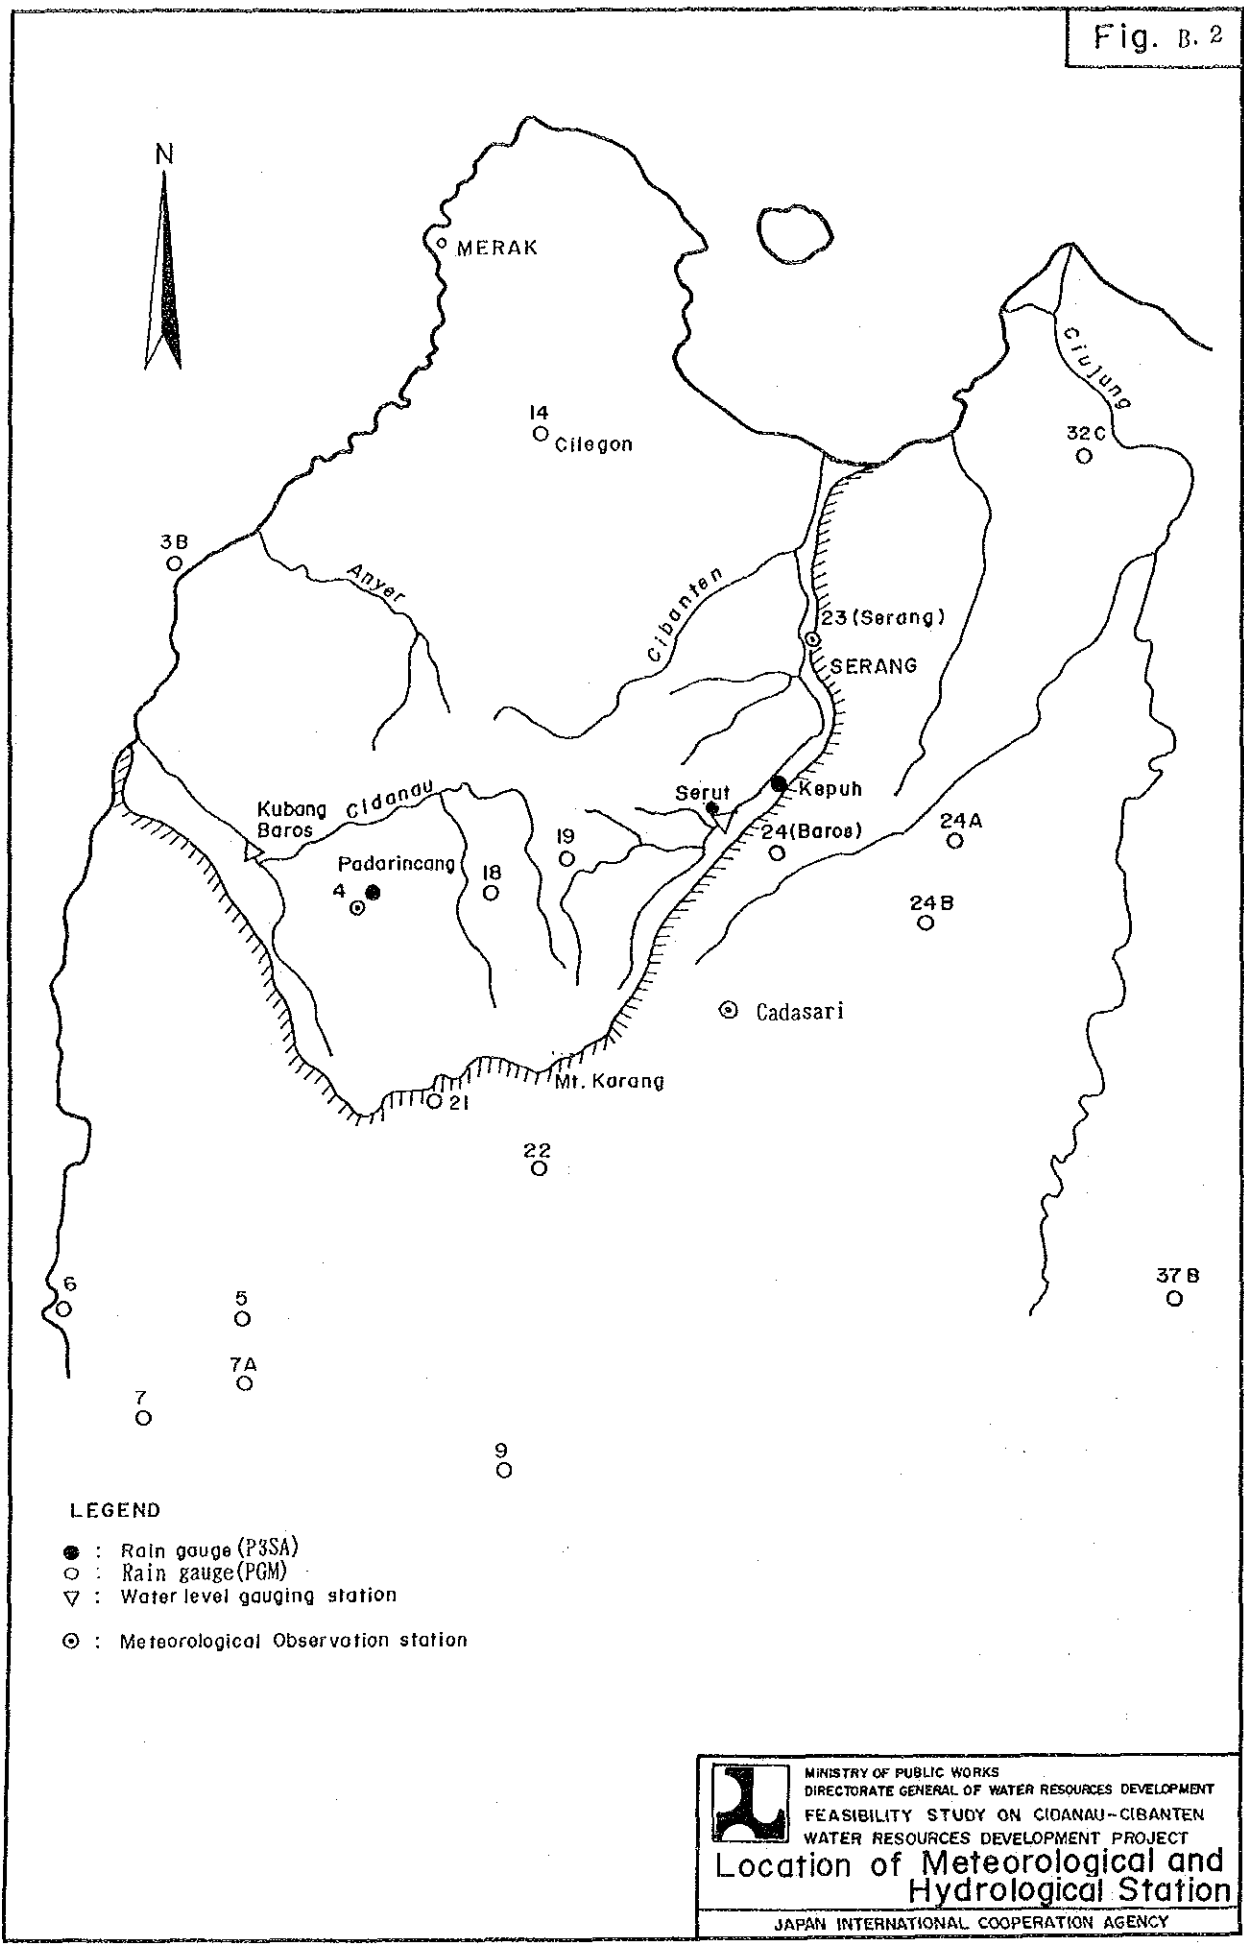 Fig. B. 2
N
MERAK
Ciujung
14
Cilegon
32C
3B
Anyer
Cibanten
23 (Serang)
SERANG
Kubang
Baros
Cidanau
Serut
Kepuh
19
24 (Baros)
24A
Padarincang
4
18
24B
Cadasari
Mt. Karang
21
22
6
5
37B
7A
7
9
LEGEND
● : Rain gauge (P3SA)
○ : Rain gauge (PGM)
▽ : Water level gauging station
⊙ : Meteorological Observation station
MINISTRY OF PUBLIC WORKS
DIRECTORATE GENERAL OF WATER RESOURCES DEVELOPMENT
FEASIBILITY STUDY ON CIDANAU-CIBANTEN
WATER RESOURCES DEVELOPMENT PROJECT
Location of Meteorological and
Hydrological Station
JAPAN INTERNATIONAL COOPERATION AGENCY